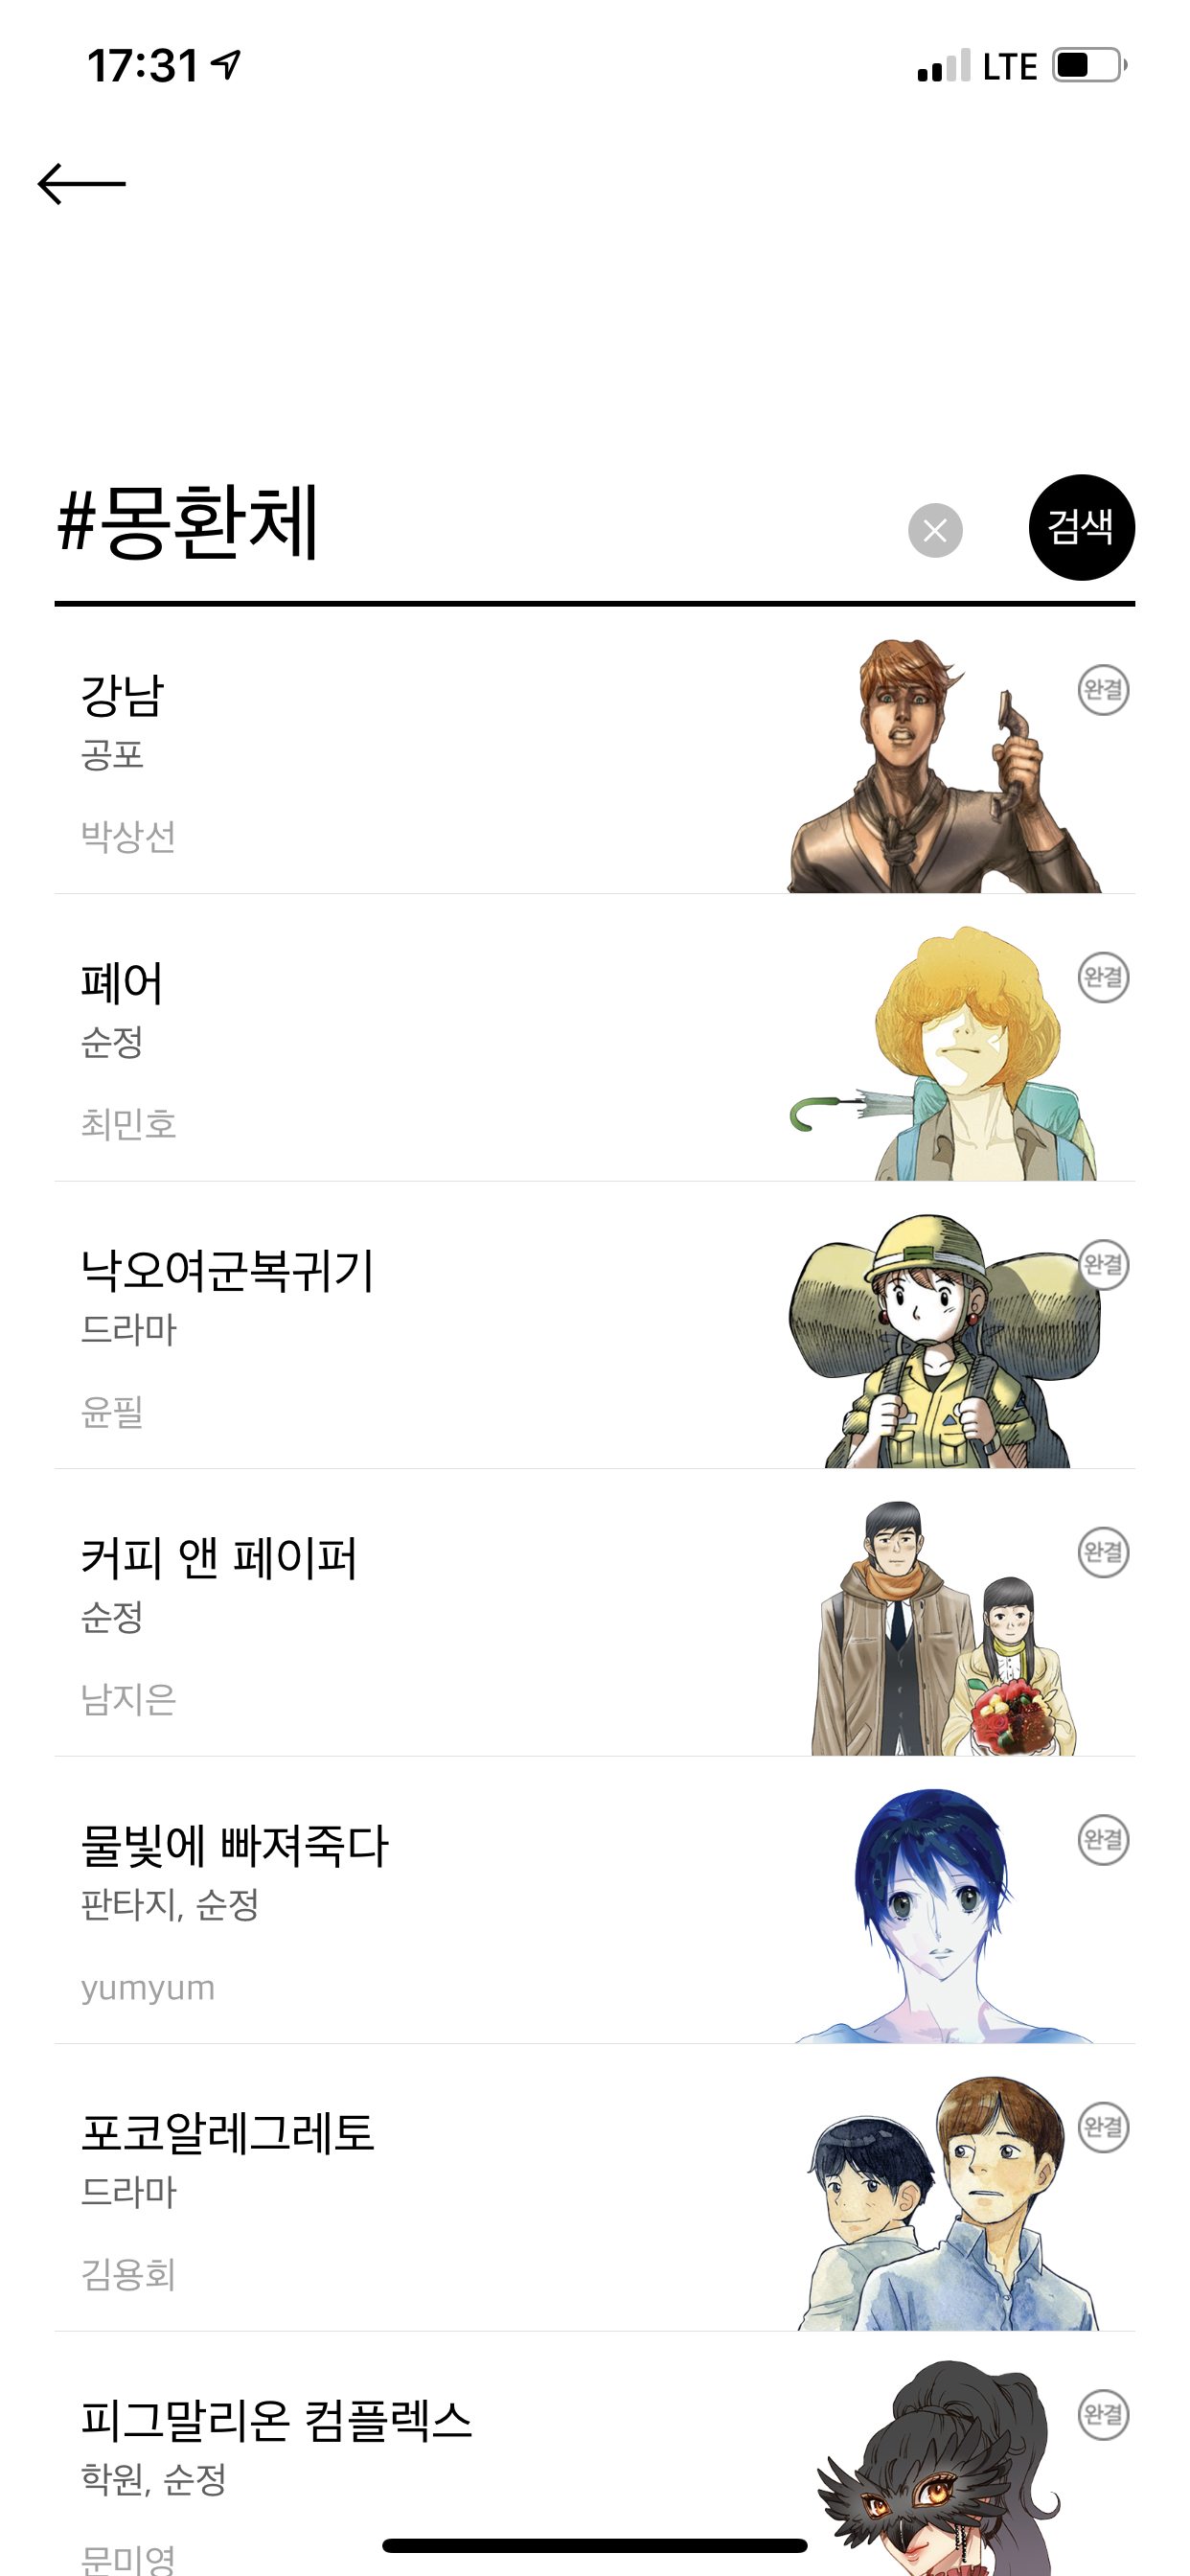 17:31
LTE
#몽환체
검색
강남
완결
공포
박상선
폐어
완결
순정
최민호
낙오여군복귀기
완결
드라마
윤필
커피 앤 페이퍼
완결
순정
남지은
물빛에 빠져죽다
완결
판타지, 순정
yumyum
포코알레그레토
완결
드라마
김용회
피그말리온 컴플렉스
완결
학원, 순정
문미영